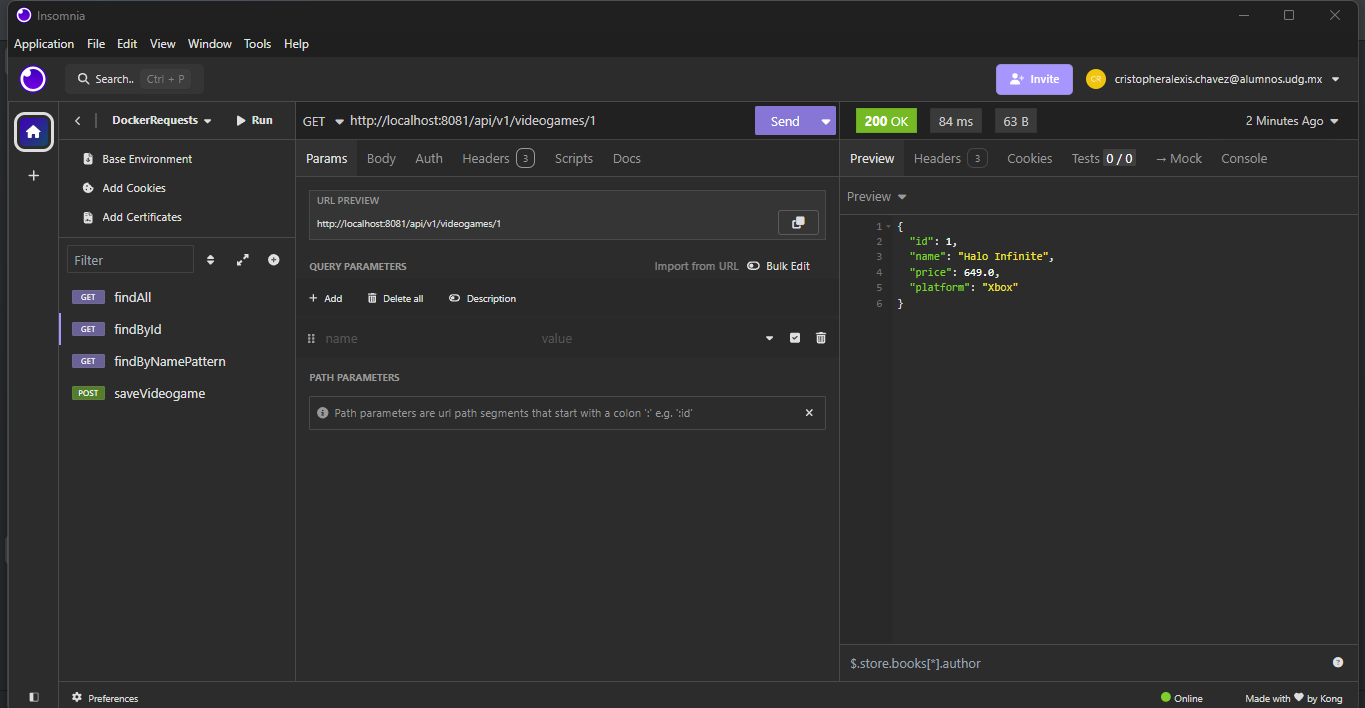 Insomnia
Application File Edit View Window Tools Help
Search.. Ctrl + P
Invite
CR
cristopheralexis.chavez@alumnos.udg.mx
DockerRequests
Run
Base Environment
Add Cookies
Add Certificates
Filter
GET findAll
GET findById
GET findByNamePattern
POST saveVideogame
GET http://localhost:8081/api/v1/videogames/1
Send
Params Body Auth Headers 3 Scripts Docs
URL PREVIEW
http://localhost:8081/api/v1/videogames/1
QUERY PARAMETERS Import from URL Bulk Edit
+ Add Delete all Description
name value
PATH PARAMETERS
Path parameters are url path segments that start with a colon ':' e.g. ':id'
200 OK 84 ms 63 B 2 Minutes Ago
Preview Headers 3 Cookies Tests 0 / 0 → Mock Console
Preview
1 {
2 "id": 1,
3 "name": "Halo Infinite",
4 "price": 649.0,
5 "platform": "Xbox"
6 }
$.store.books[*].author
Preferences
Online
Made with ♥ by Kong